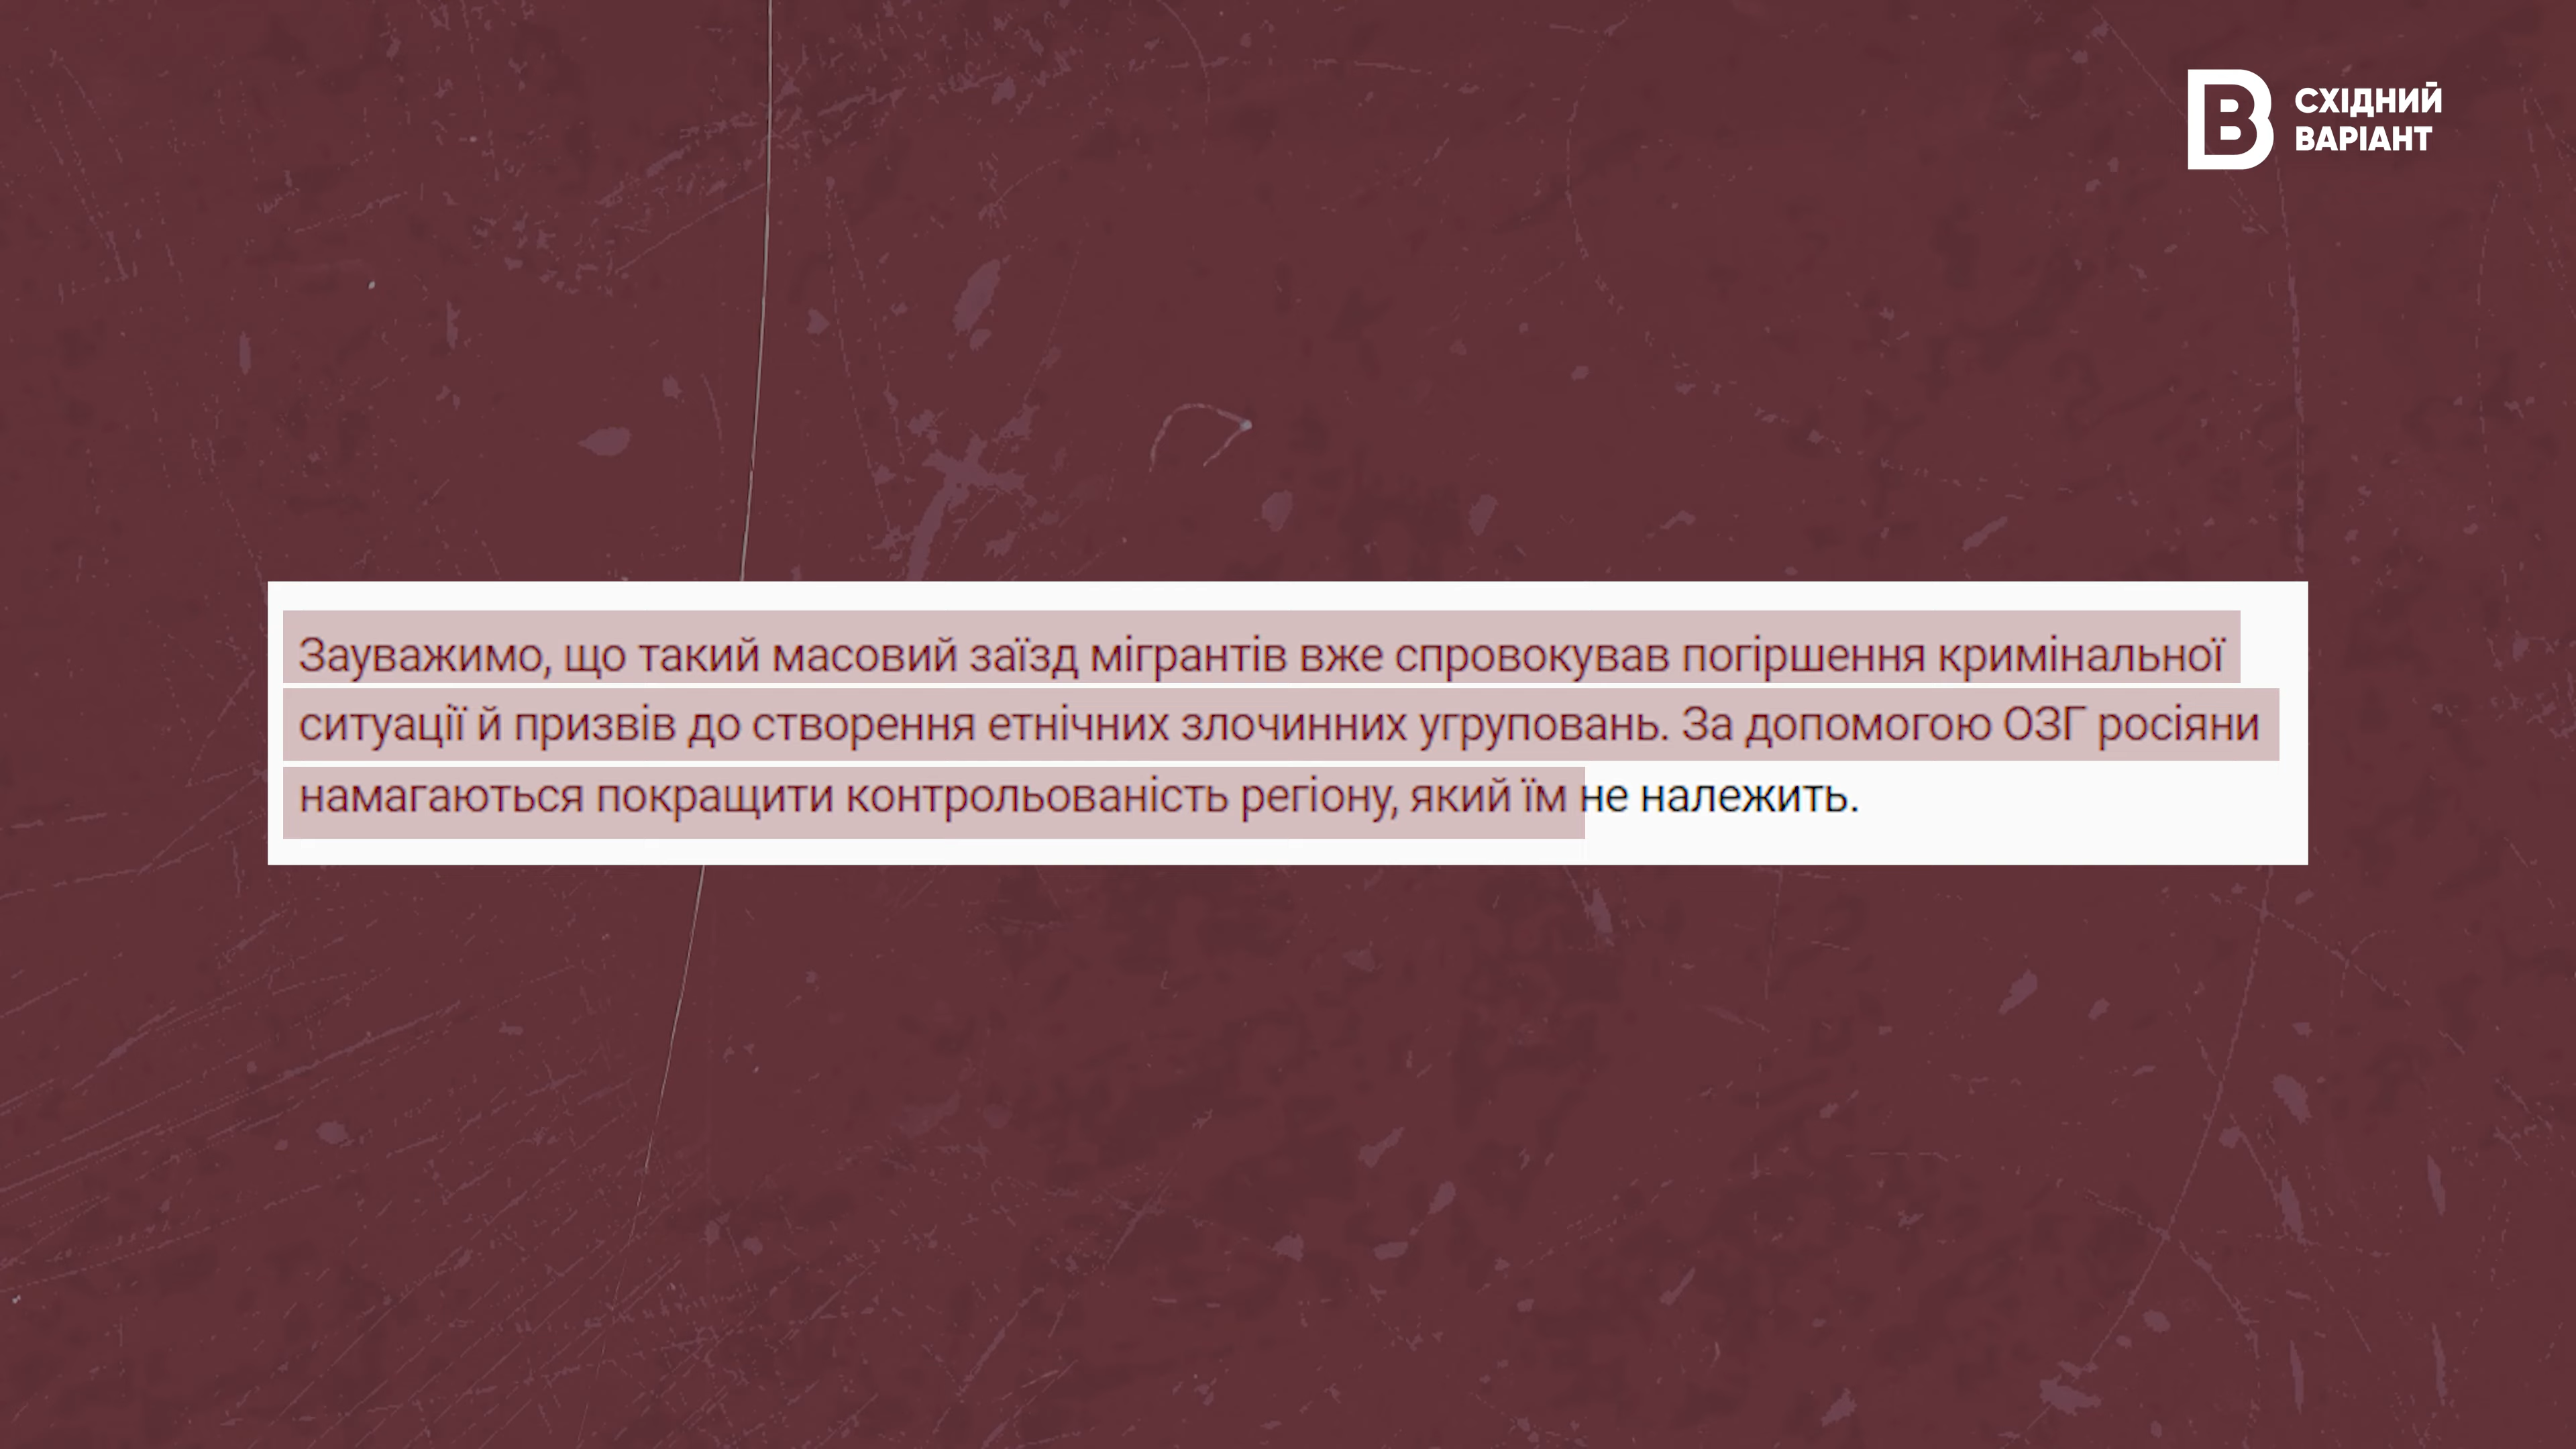 СХІДНИЙ
ВАРІАНТ
Зауважимо, що такий масовий заїзд мігрантів вже спровокував погіршення кримінальної
ситуації й призвів до створення етнічних злочинних угруповань. За допомогою ОЗГ росіяни
намагаються покращити контрольованість регіону, який їм не належить.